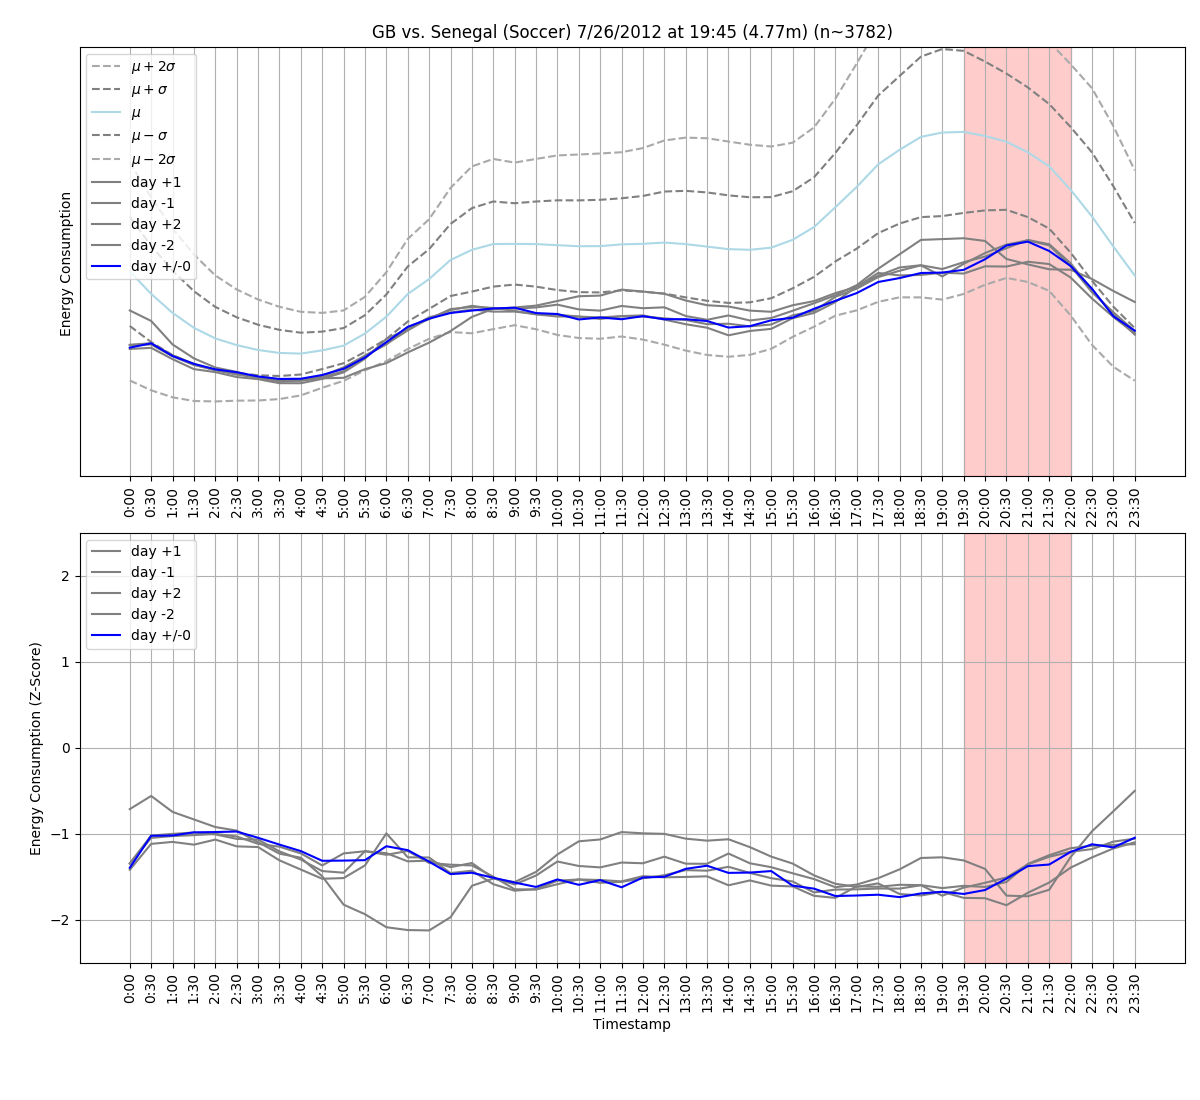 GB vs. Senegal (Soccer) 7/26/2012 at 19:45 (4.77m) (n~3782)
Energy Consumption
μ + 2σ
μ + σ
μ
μ − σ
μ − 2σ
day +1
day -1
day +2
day -2
day +/-0
0:00 0:30 1:00 1:30 2:00 2:30 3:00 3:30 4:00 4:30 5:00 5:30 6:00 6:30 7:00 7:30 8:00 8:30 9:00 9:30 10:00 10:30 11:00 11:30 12:00 12:30 13:00 13:30 14:00 14:30 15:00 15:30 16:00 16:30 17:00 17:30 18:00 18:30 19:00 19:30 20:00 20:30 21:00 21:30 22:00 22:30 23:00 23:30
Energy Consumption (Z-Score)
day +1
day -1
day +2
day -2
day +/-0
2
1
0
−1
−2
0:00 0:30 1:00 1:30 2:00 2:30 3:00 3:30 4:00 4:30 5:00 5:30 6:00 6:30 7:00 7:30 8:00 8:30 9:00 9:30 10:00 10:30 11:00 11:30 12:00 12:30 13:00 13:30 14:00 14:30 15:00 15:30 16:00 16:30 17:00 17:30 18:00 18:30 19:00 19:30 20:00 20:30 21:00 21:30 22:00 22:30 23:00 23:30
Timestamp